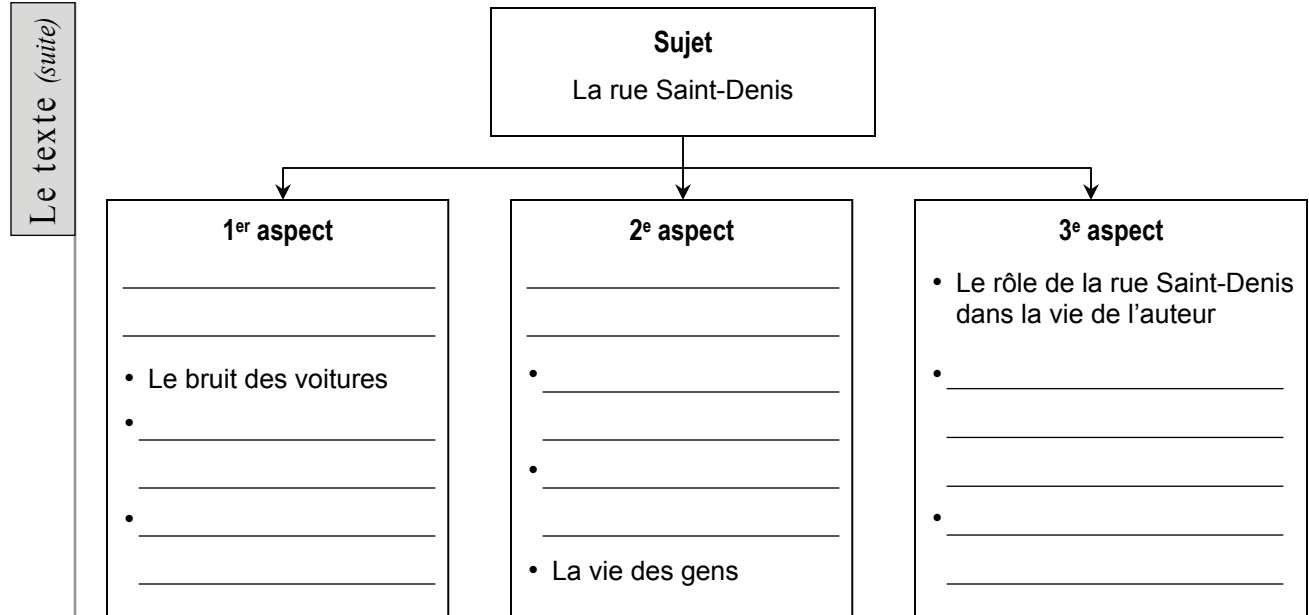 Le texte (suite)
Sujet
La rue Saint-Denis
1er aspect
• Le bruit des voitures
•
•
2e aspect
•
•
• La vie des gens
3e aspect
• Le rôle de la rue Saint-Denis
dans la vie de l’auteur
•
•